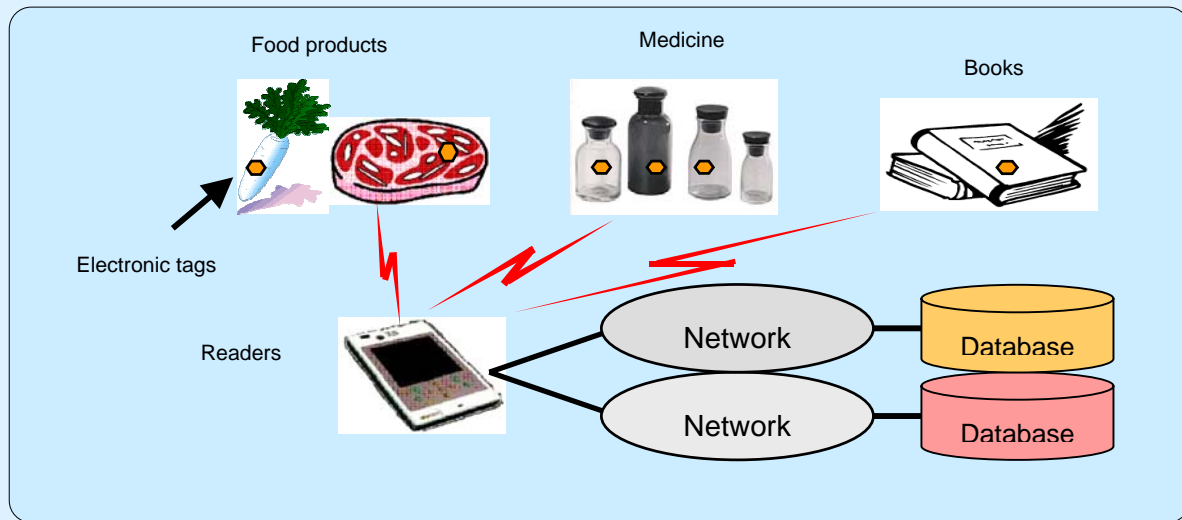 Food products
Medicine
Books
Electronic tags
Readers
Network
Database
Network
Database